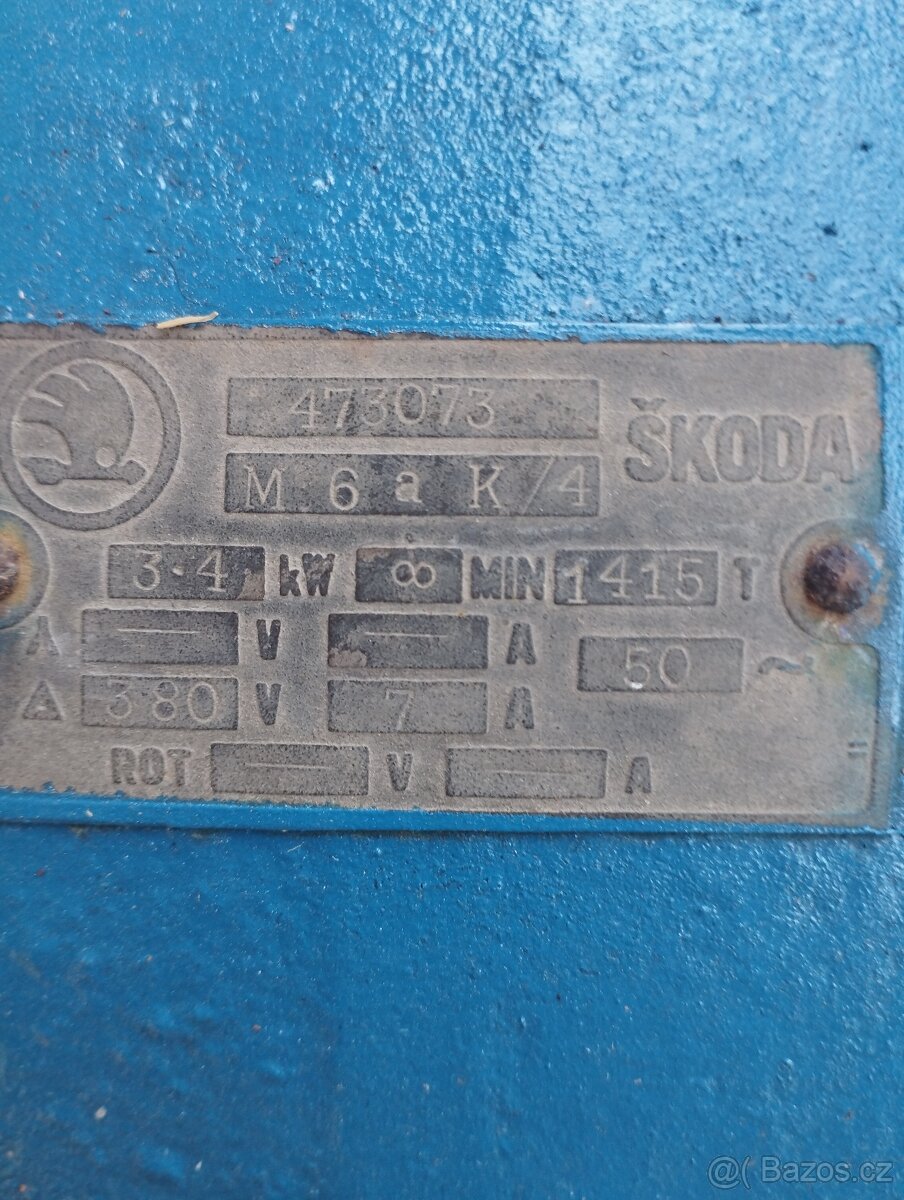 473073
ŠKODA
M 6 a K/4
3·4 kW ∞ MIN 1415 T
— V — A 50 ~
△ 380 V 7 A
ROT — V — A
@( Bazos.cz